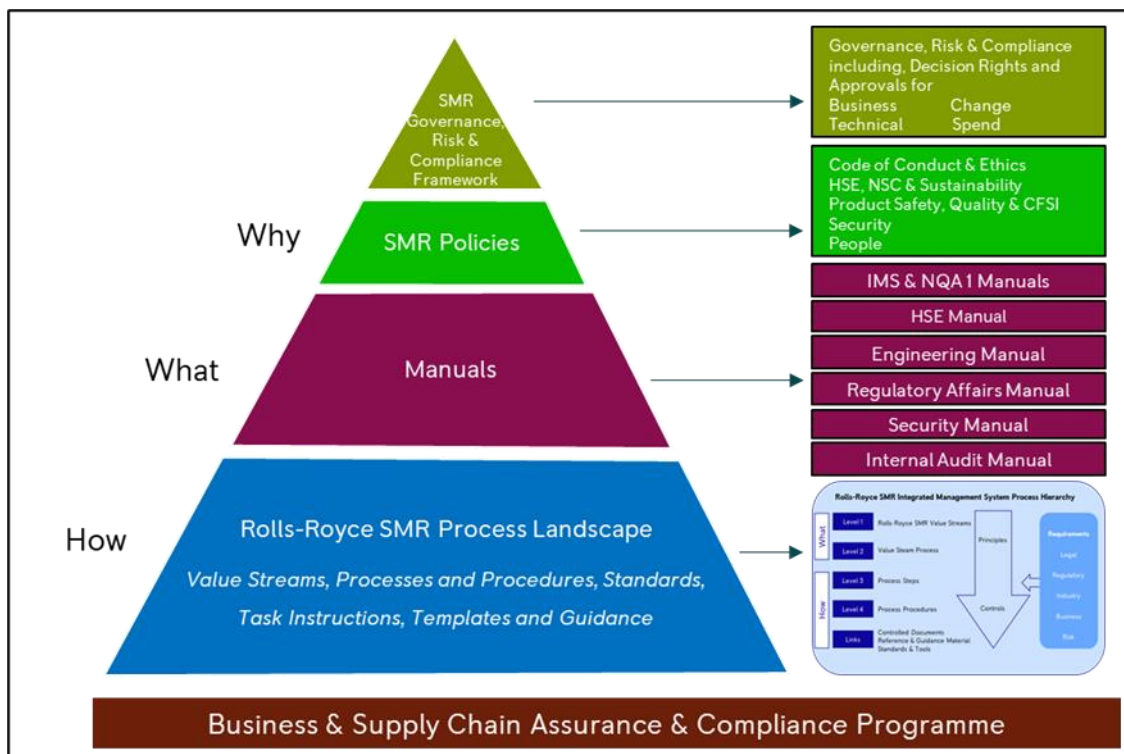 SMR
Governance,
Risk &
Compliance
Framework
Governance, Risk & Compliance
including, Decision Rights and
Approvals for
Business Change
Technical Spend
Why
SMR Policies
Code of Conduct & Ethics
HSE, NSC & Sustainability
Product Safety, Quality & CFSI
Security
People
What
Manuals
IMS & NQA1 Manuals
HSE Manual
Engineering Manual
Regulatory Affairs Manual
Security Manual
Internal Audit Manual
How
Rolls-Royce SMR Process Landscape
Value Streams, Processes and Procedures, Standards,
Task Instructions, Templates and Guidance
Rolls-Royce SMR Integrated Management System Process Hierarchy
What
Level 1 Rolls Royce SMR Value Streams
Level 2 Value Steam Process
How
Level 3 Process Steps
Level 4 Process Procedures
Links Controlled Documents
Reference & Guidance Material
Standards & Tools
Principles
Controls
Requirements
Legal
Regulatory
Industry
Business
Risk
Business & Supply Chain Assurance & Compliance Programme